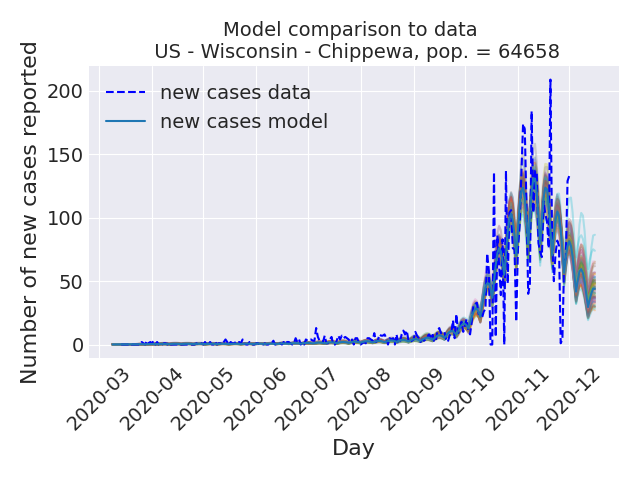 Model comparison to data
US - Wisconsin - Chippewa, pop. = 64658
Number of new cases reported
200
150
100
50
0
new cases data
new cases model
2020-03
2020-04
2020-05
2020-06
2020-07
2020-08
2020-09
2020-10
2020-11
2020-12
Day